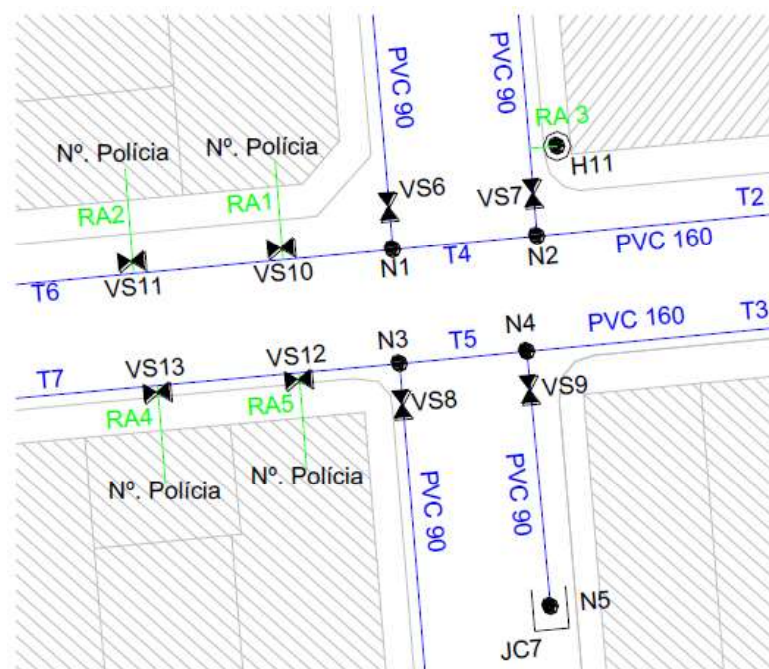 PVC 90
PVC 90
RA 3
H11
Nº. Polícia
Nº. Polícia
VS6
VS7
RA2
RA1
T2
VS11
VS10
N1
T4
N2
PVC 160
T6
N3
T5
N4
PVC 160
T3
T7
VS13
VS12
VS8
VS9
RA4
RA5
Nº. Polícia
Nº. Polícia
PVC 90
PVC 90
N5
JC7